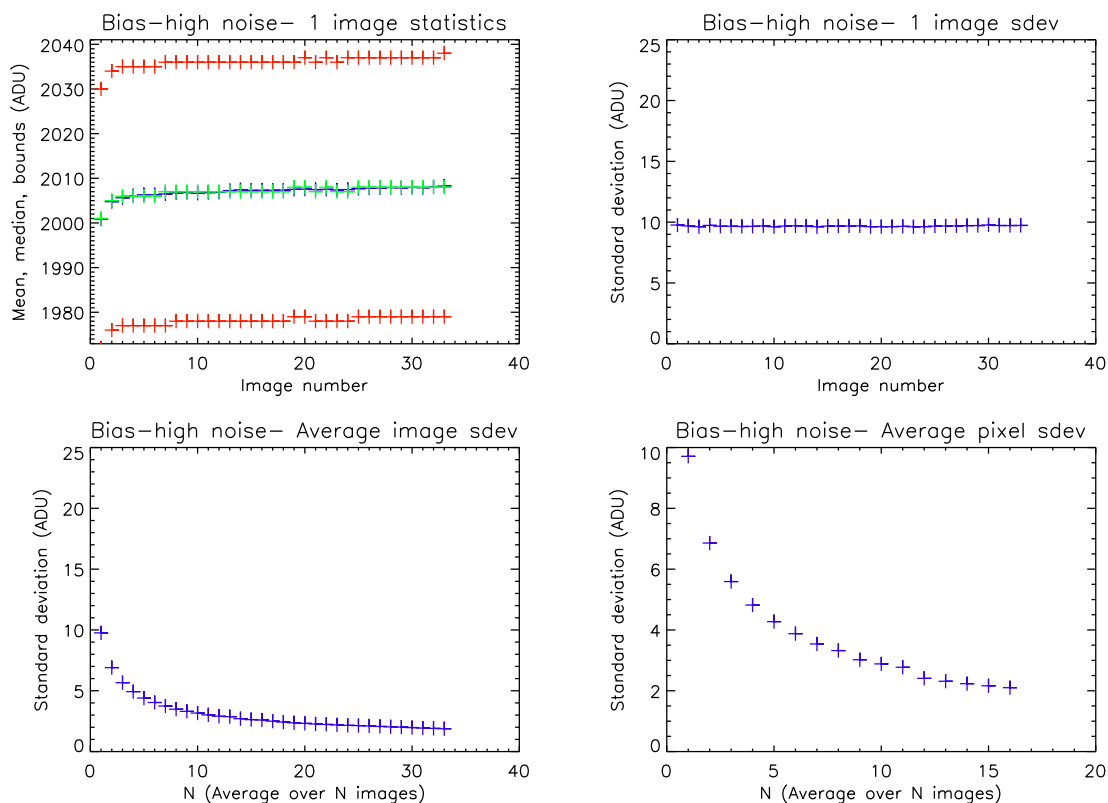 Bias-high noise- 1 image statistics
Mean, median, bounds (ADU)
2040
2030
2020
2010
2000
1990
1980
0 10 20 30 40
Image number
Bias-high noise- 1 image sdev
Standard deviation (ADU)
25
20
15
10
5
0
0 10 20 30 40
Image number
Bias-high noise- Average image sdev
Standard deviation (ADU)
25
20
15
10
5
0
0 10 20 30 40
N (Average over N images)
Bias-high noise- Average pixel sdev
Standard deviation (ADU)
10
8
6
4
2
0
0 5 10 15 20
N (Average over N images)